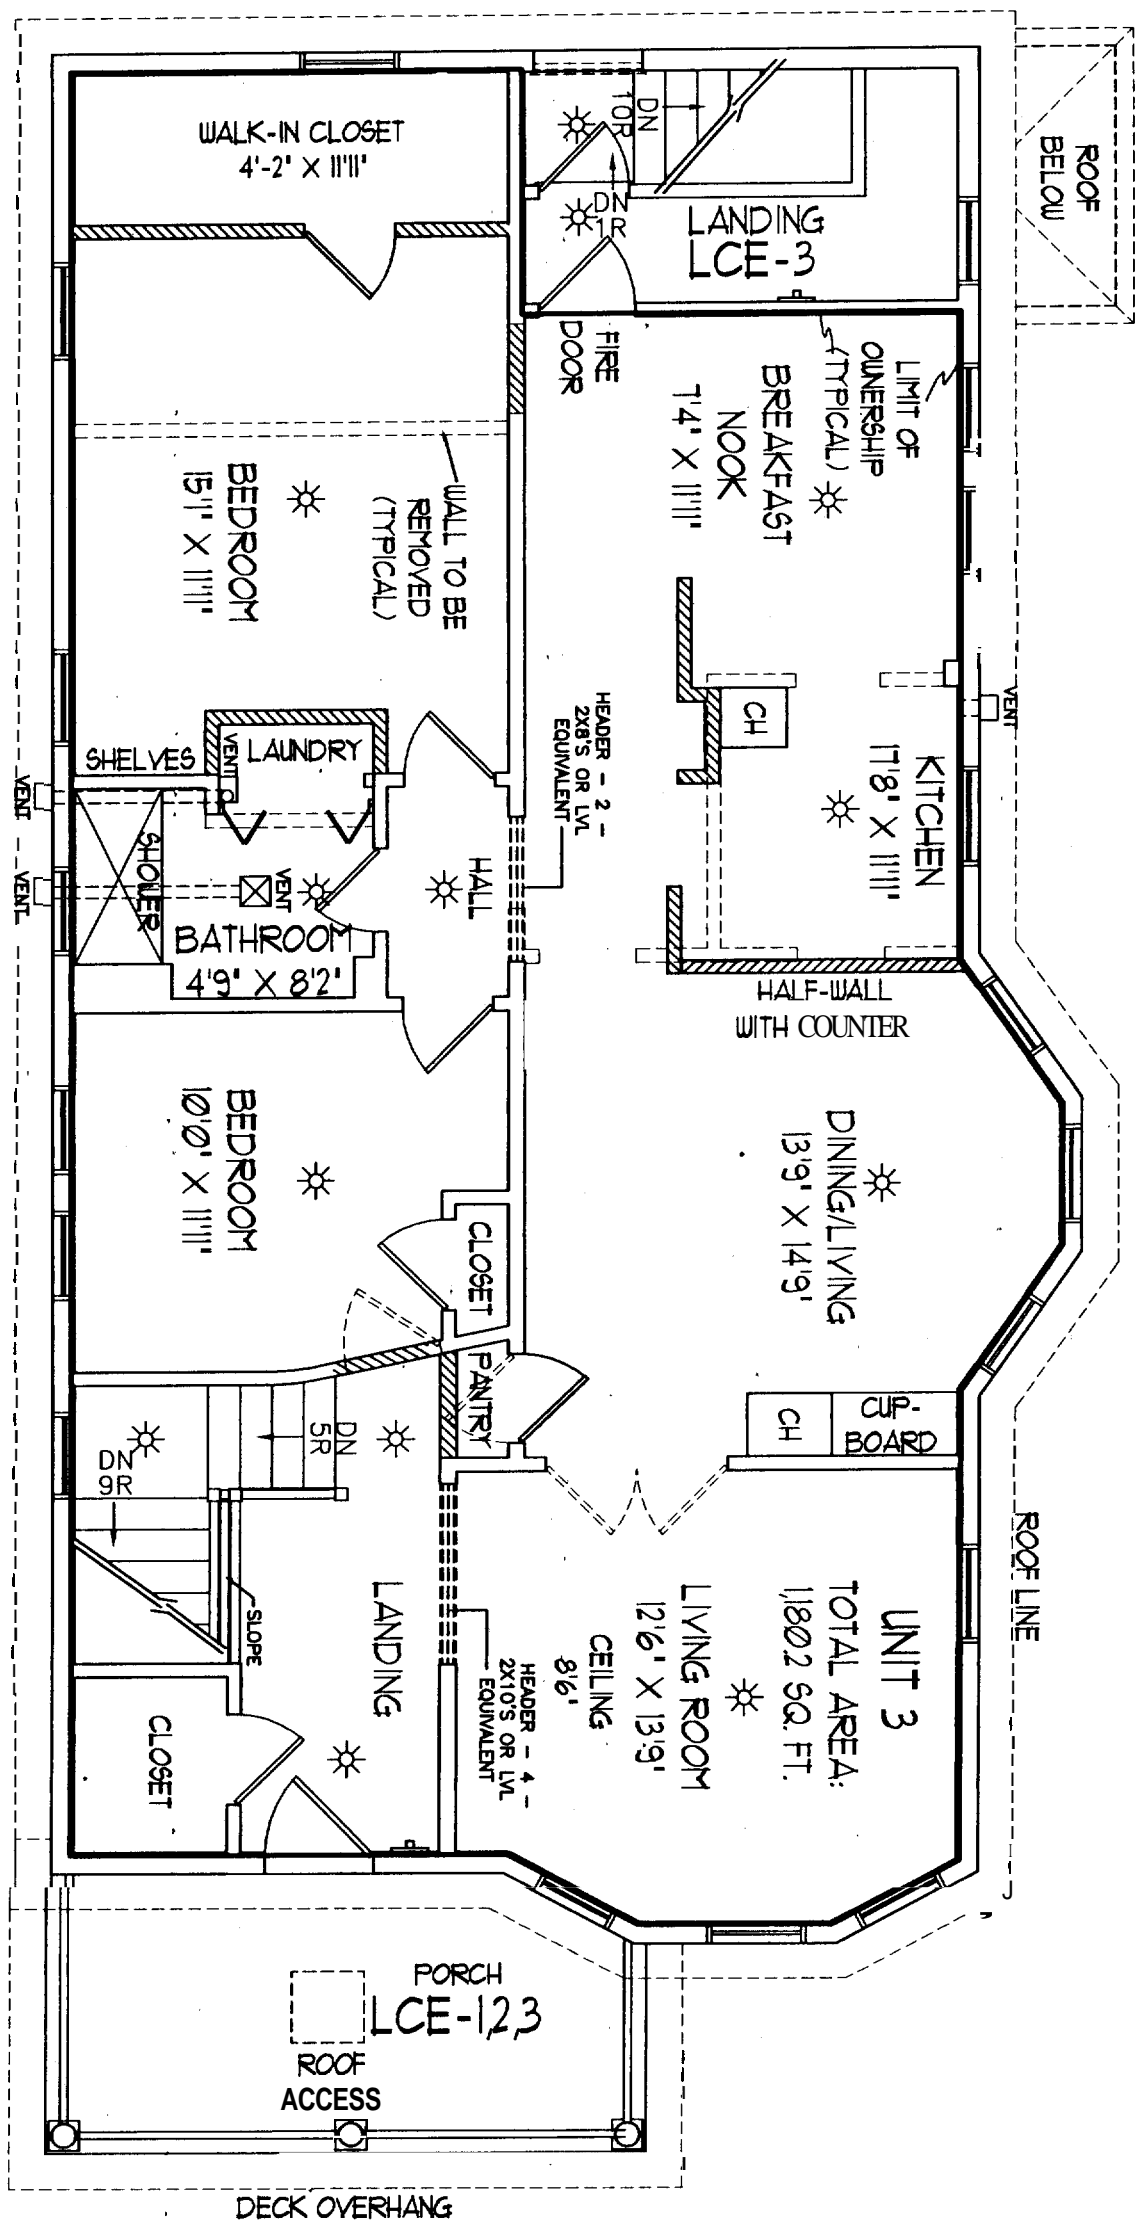 WALK-IN CLOSET
4'-2" X 11'11"
DN
10R
DN
1R
LANDING
LCE-3
ROOF
BELOW
FIRE
DOOR
LIMIT OF
OWNERSHIP
(TYPICAL)
BREAKFAST
NOOK
7'4" X 11'11"
BEDROOM
15'1" X 11'11"
WALL TO BE
REMOVED
(TYPICAL)
HEADER - 2 -
2X8'S OR LVL
EQUIVALENT
CH
VENT
KITCHEN
17'8" X 11'11"
SHELVES
VENT
LAUNDRY
VENT
SHOWER
VENT
VENT
HALL
BATHROOM
4'9" X 8'2"
HALF-WALL
WITH COUNTER
BEDROOM
10'0" X 11'11"
DINING/LIVING
13'9" X 14'9"
CLOSET
PANTRY
CH
CUP-
BOARD
DN
5R
DN
9R
SLOPE
LANDING
HEADER - 4 -
2X10'S OR LVL
EQUIVALENT
UNIT 3
TOTAL AREA:
1,180.2 SQ. FT.
LIVING ROOM
12'6" X 13'9"
CEILING
8'6"
ROOF LINE
CLOSET
PORCH
LCE-1,2,3
ROOF
ACCESS
DECK OVERHANG